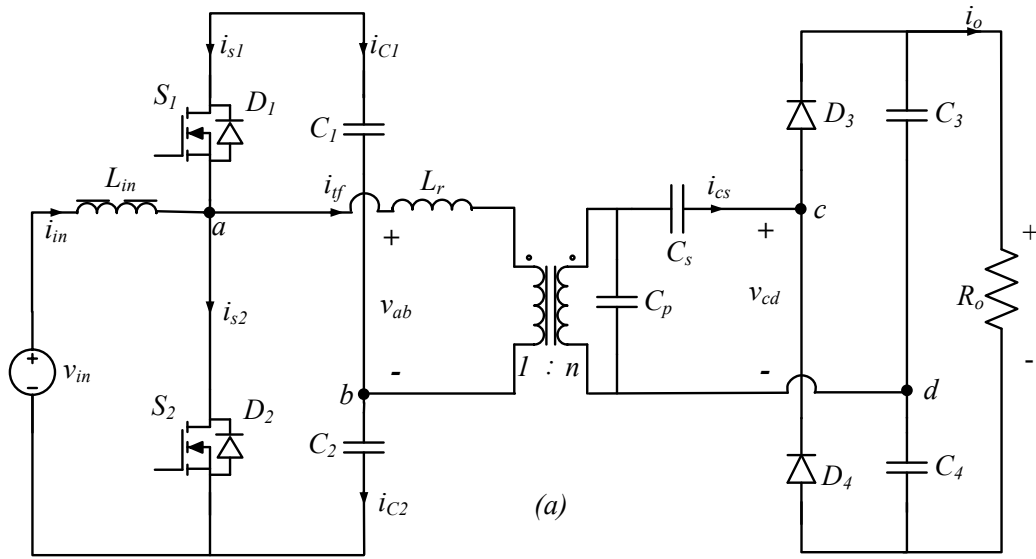 i_s1
i_C1
i_o
S_1
D_1
C_1
D_3
C_3
L_in
i_tf
L_r
i_cs
i_in
a
+
C_s
+
c
+
i_s2
v_ab
C_p
v_cd
R_o
+
−
v_in
-
1 : n
-
-
b
d
S_2
D_2
C_2
D_4
C_4
i_C2
(a)